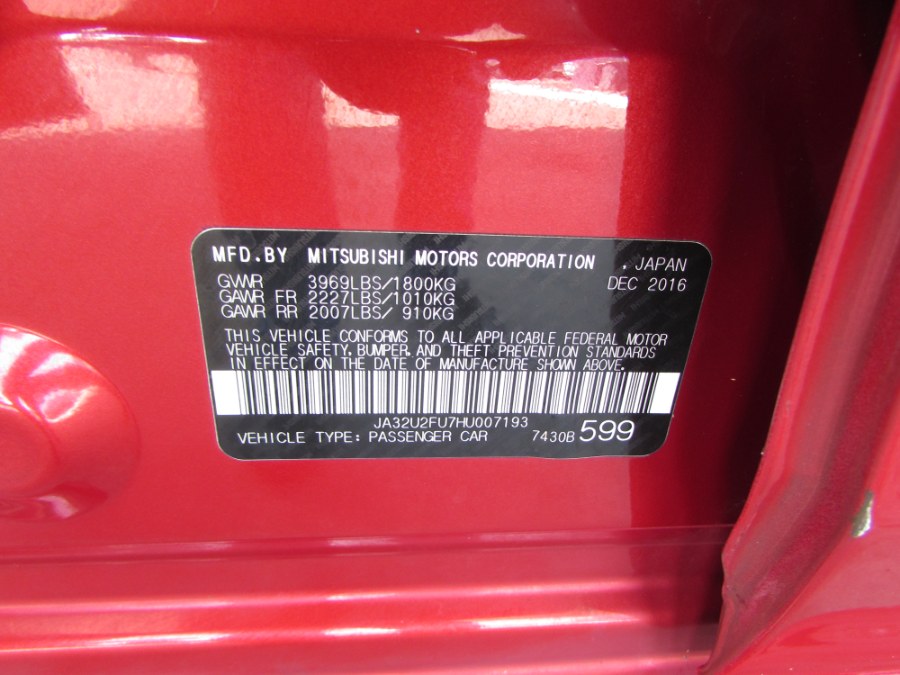 MFD.BY MITSUBISHI MOTORS CORPORATION . JAPAN
GVWR 3969LBS/1800KG DEC 2016
GAWR FR 2227LBS/1010KG
GAWR RR 2007LBS/ 910KG
THIS VEHICLE CONFORMS TO ALL APPLICABLE FEDERAL MOTOR
VEHICLE SAFETY, BUMPER, AND THEFT PREVENTION STANDARDS
IN EFFECT ON THE DATE OF MANUFACTURE SHOWN ABOVE.
JA32U2FU7HU007193
VEHICLE TYPE: PASSENGER CAR 7430B 599